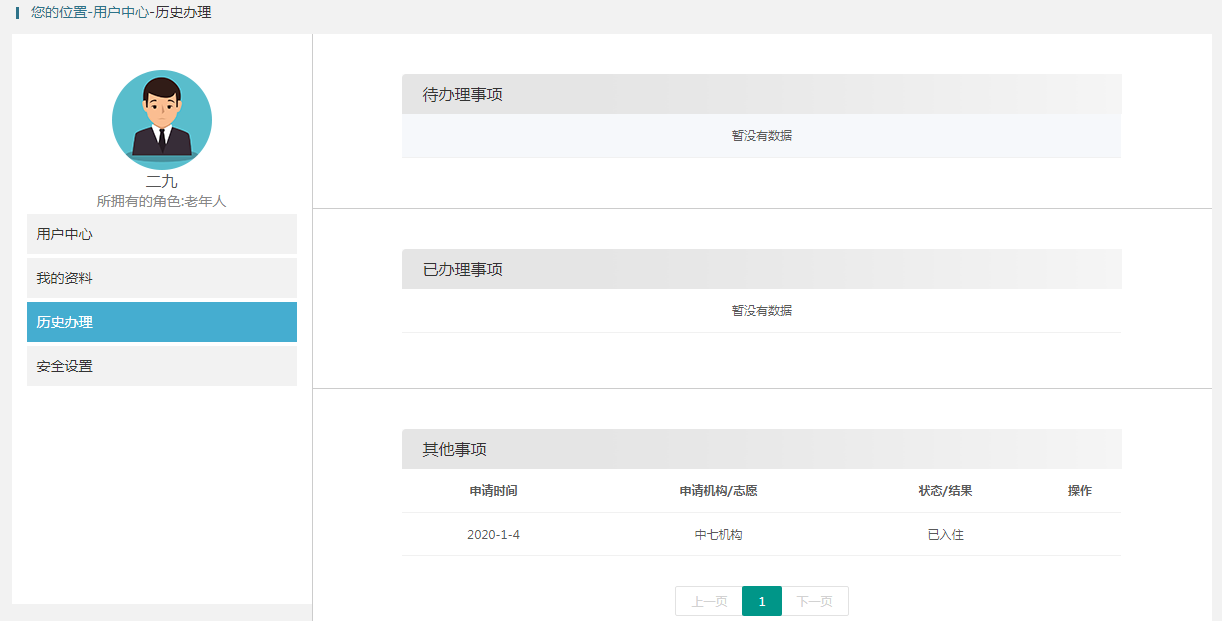 您的位置-用户中心-历史办理
二九
所拥有的角色:老年人
用户中心
我的资料
历史办理
安全设置
待办理事项
暂没有数据
已办理事项
暂没有数据
其他事项
申请时间 申请机构/志愿 状态/结果 操作
2020-1-4 中七机构 已入住
上一页 1 下一页